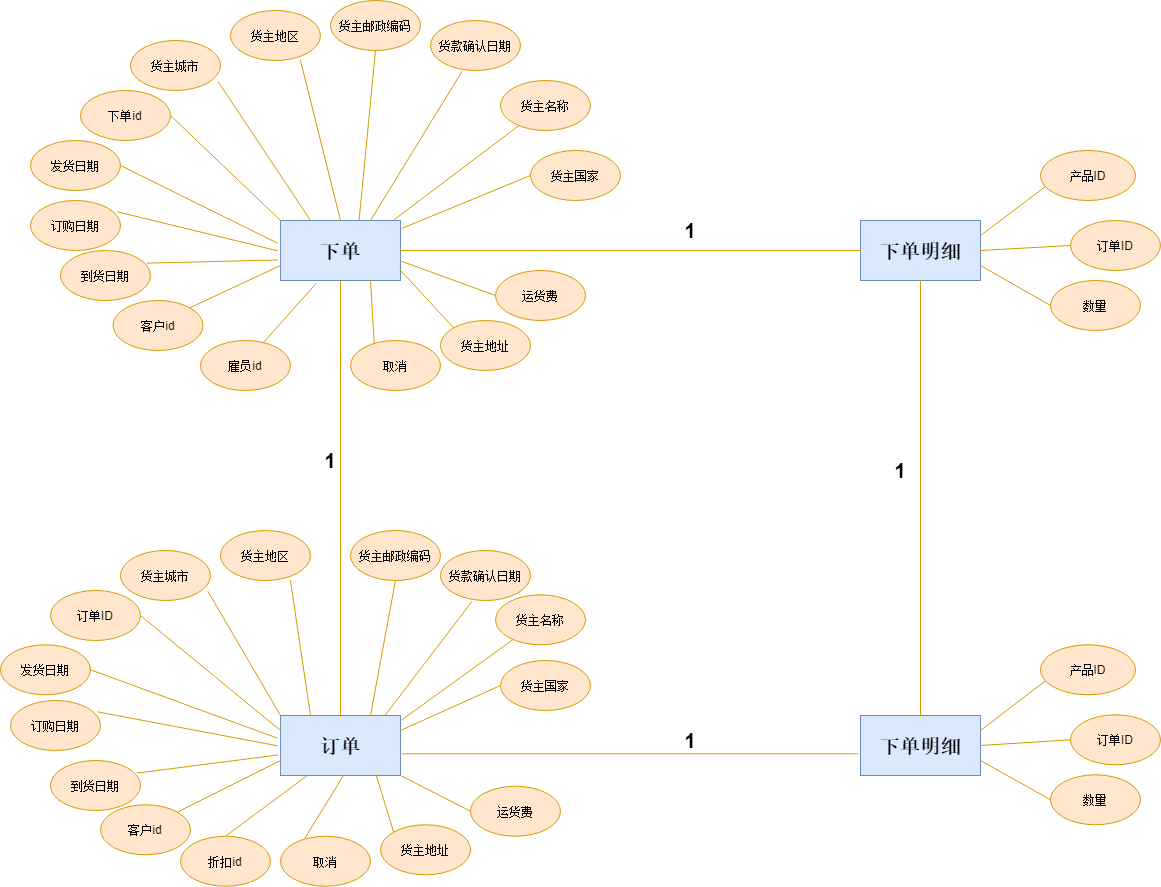 货主邮政编码
货主地区
货款确认日期
货主城市
货主名称
下单id
发货日期
货主国家
产品ID
订购日期
下单
1
下单明细
订单ID
到货日期
运货费
数量
客户id
货主地址
雇员id
取消
1
1
货主地区
货主邮政编码
货主城市
货款确认日期
订单ID
货主名称
发货日期
货主国家
产品ID
订购日期
订单
1
下单明细
订单ID
到货日期
运货费
数量
客户id
货主地址
折扣id
取消